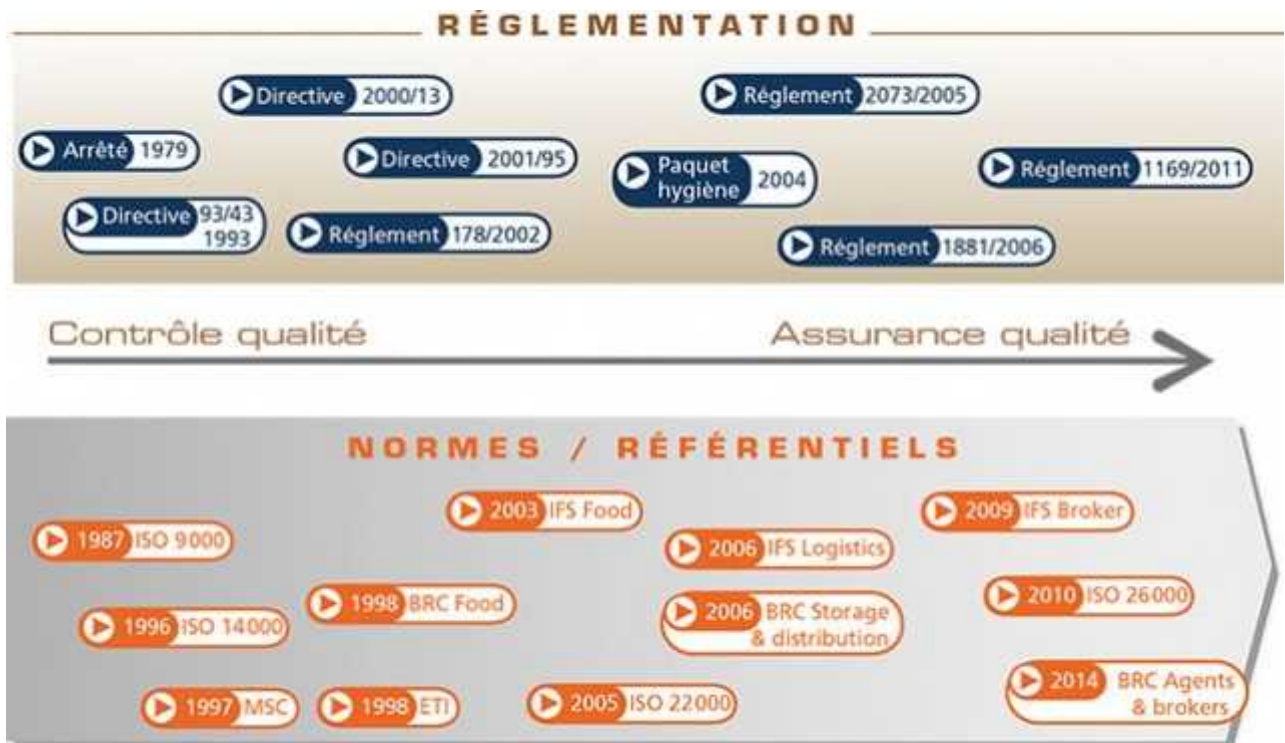 RÉGLEMENTATION
Directive 2000/13
Réglement 2073/2005
Arrêté 1979
Directive 2001/95
Paquet
hygiène 2004
Réglement 1169/2011
Directive 93/43
1993
Réglement 178/2002
Réglement 1881/2006
Contrôle qualité
Assurance qualité
NORMES / RÉFÉRENTIELS
2003 IFS Food
2009 IFS Broker
1987 ISO 9000
2006 IFS Logistics
1998 BRC Food
2010 ISO 26000
1996 ISO 14000
2006 BRC Storage
& distribution
2014 BRC Agents
& brokers
1997 MSC
1998 ETI
2005 ISO 22000